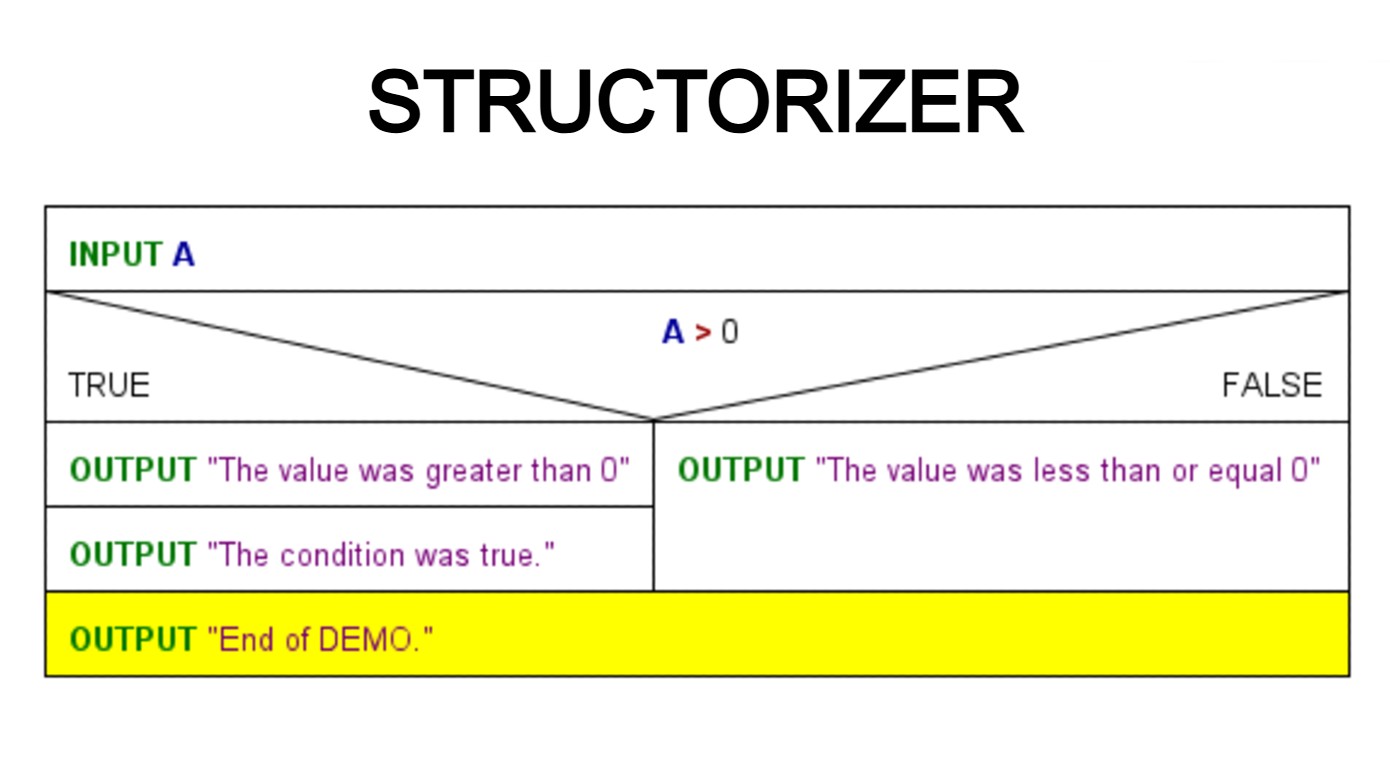 STRUCTORIZER
INPUT A
A > 0
TRUE
FALSE
OUTPUT "The value was greater than 0"
OUTPUT "The value was less than or equal 0"
OUTPUT "The condition was true."
OUTPUT "End of DEMO."